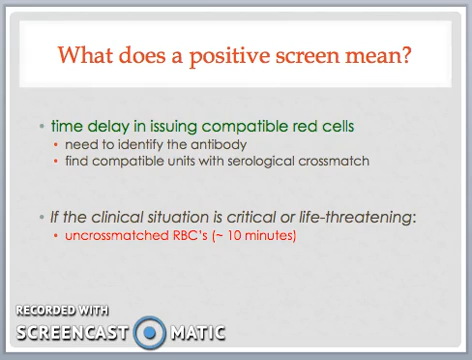 What does a positive screen mean?
• time delay in issuing compatible red cells
• need to identify the antibody
• find compatible units with serological crossmatch
• If the clinical situation is critical or life-threatening:
• uncrossmatched RBC's (~ 10 minutes)
RECORDED WITH
SCREENCAST MATIC